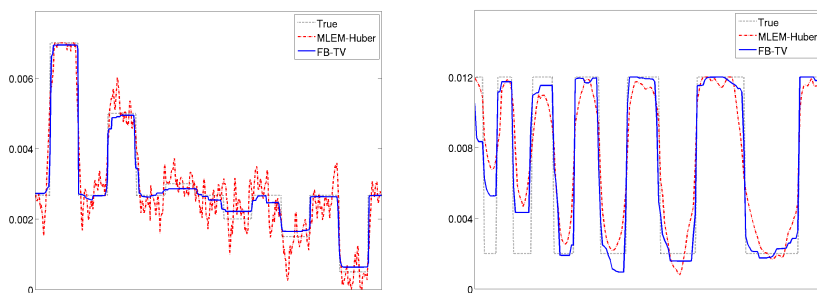 True
MLEM-Huber
FB-TV
0.006
0.004
0.002
0
True
MLEM-Huber
FB-TV
0.012
0.008
0.004
0